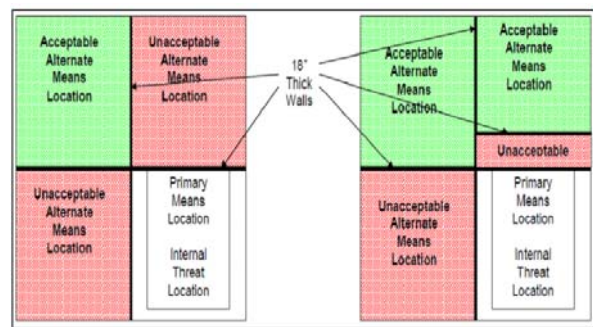 Acceptable
Alternate
Means
Location
Unacceptable
Alternate
Means
Location
18"
Thick
Walls
Unacceptable
Alternate
Means
Location
Primary
Means
Location
Internal
Threat
Location
Acceptable
Alternate
Means
Location
Acceptable
Alternate
Means
Location
Unacceptable
Unacceptable
Alternate
Means
Location
Primary
Means
Location
Internal
Threat
Location